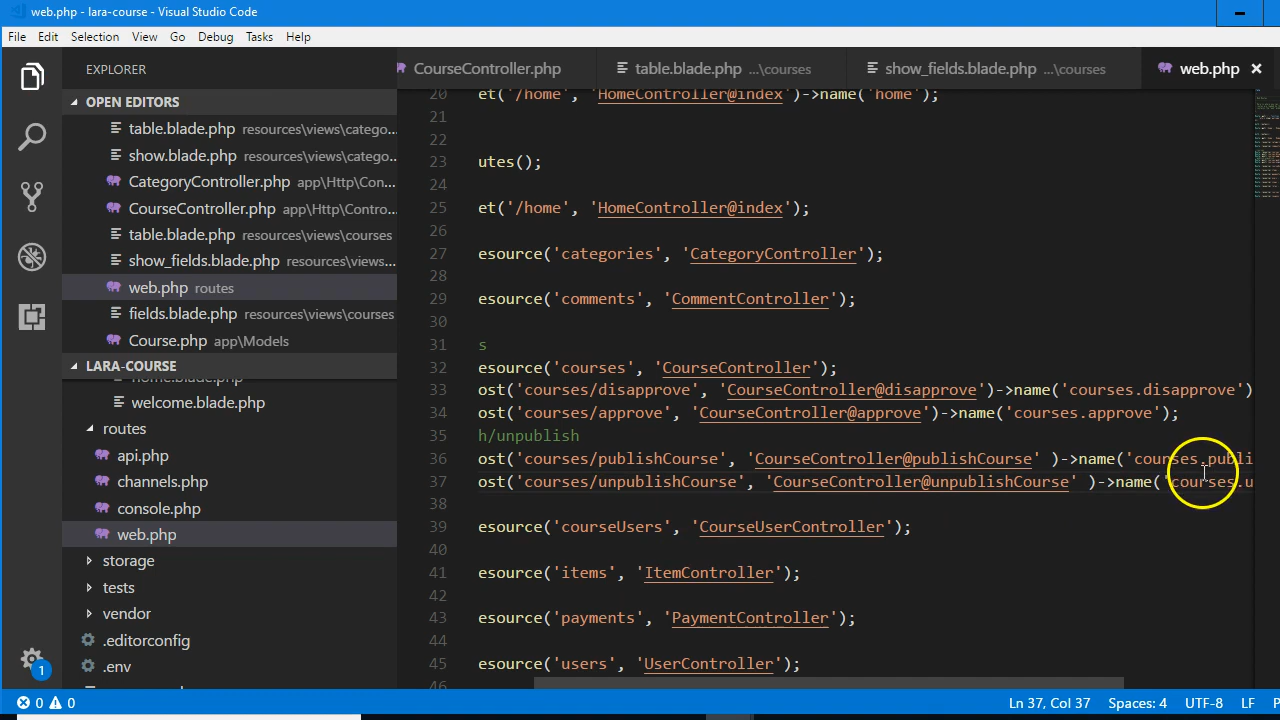 web.php - lara-course - Visual Studio Code
File Edit Selection View Go Debug Tasks Help
EXPLORER
CourseController.php
table.blade.php ...\courses
show_fields.blade.php ...\courses
web.php
OPEN EDITORS
table.blade.php resources\views\catego...
show.blade.php resources\views\catego...
CategoryController.php app\Http\Con...
CourseController.php app\Http\Contro...
table.blade.php resources\views\courses
show_fields.blade.php resources\views...
web.php routes
fields.blade.php resources\views\courses
Course.php app\Models
LARA-COURSE
home.blade.php
welcome.blade.php
routes
api.php
channels.php
console.php
web.php
storage
tests
vendor
.editorconfig
.env
1
20 et('/home', 'HomeController@index')->name('home');
21
22
23 utes();
24
25 et('/home', 'HomeController@index');
26
27 esource('categories', 'CategoryController');
28
29 esource('comments', 'CommentController');
30
31 s
32 esource('courses', 'CourseController');
33 ost('courses/disapprove', 'CourseController@disapprove')->name('courses.disapprove')
34 ost('courses/approve', 'CourseController@approve')->name('courses.approve');
35 h/unpublish
36 ost('courses/publishCourse', 'CourseController@publishCourse' )->name('courses.publi
37 ost('courses/unpublishCourse', 'CourseController@unpublishCourse' )->name('courses.u
38
39 esource('courseUsers', 'CourseUserController');
40
41 esource('items', 'ItemController');
42
43 esource('payments', 'PaymentController');
44
45 esource('users', 'UserController');
46
0 0 Ln 37, Col 37 Spaces: 4 UTF-8 LF P